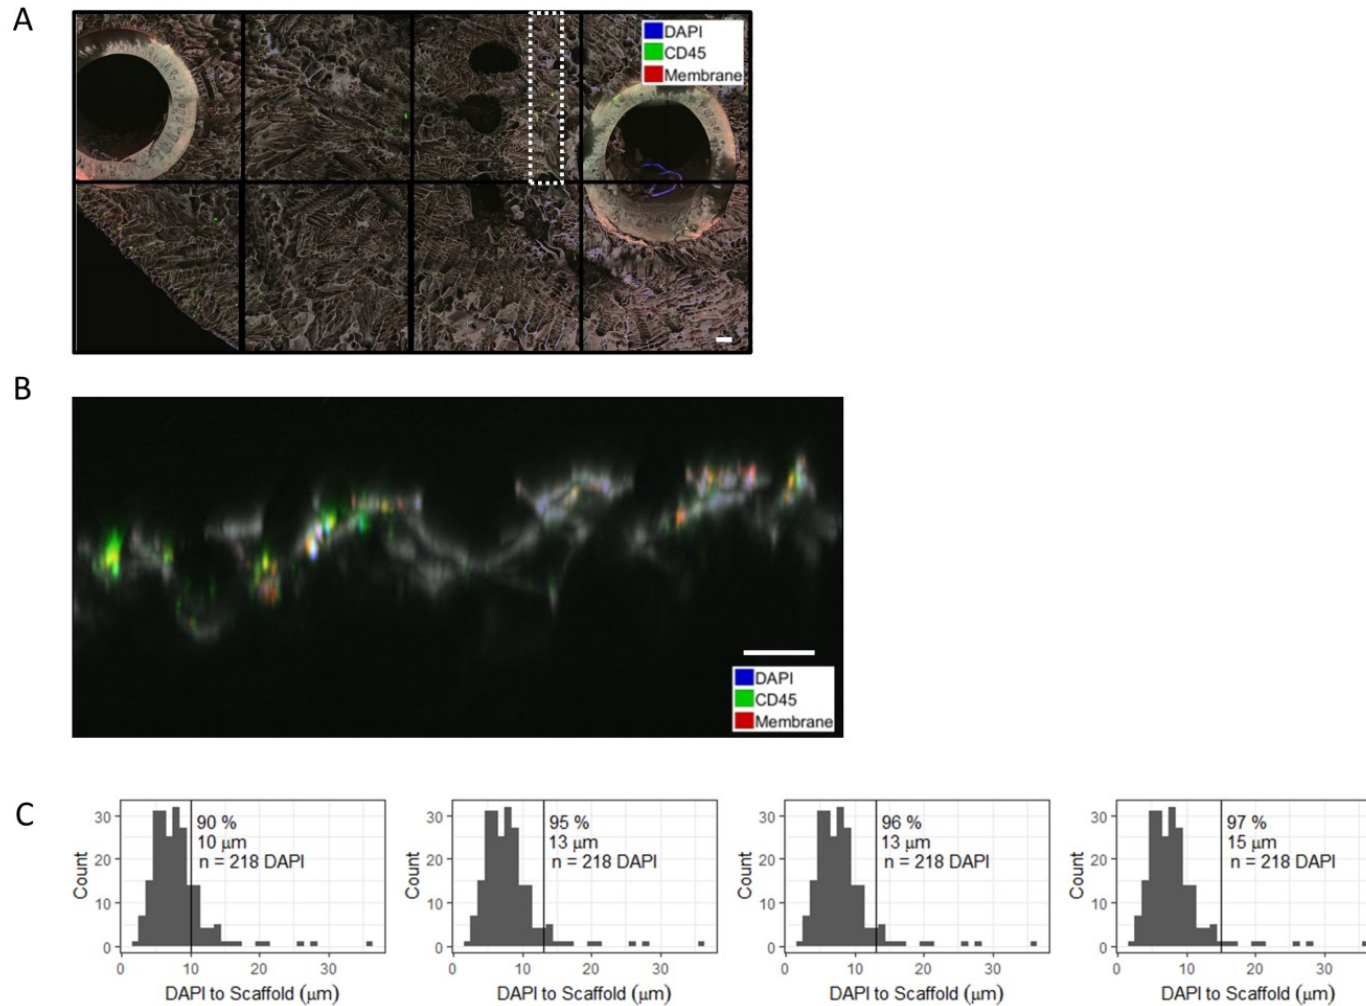 A
DAPI
CD45
Membrane
B
DAPI
CD45
Membrane
C
30
20
10
0
Count
90 %
10 μm
n = 218 DAPI
0
10
20
30
DAPI to Scaffold (μm)
30
20
10
0
Count
95 %
13 μm
n = 218 DAPI
0
10
20
30
DAPI to Scaffold (μm)
30
20
10
0
Count
96 %
13 μm
n = 218 DAPI
0
10
20
30
DAPI to Scaffold (μm)
30
20
10
0
Count
97 %
15 μm
n = 218 DAPI
0
10
20
30
DAPI to Scaffold (μm)